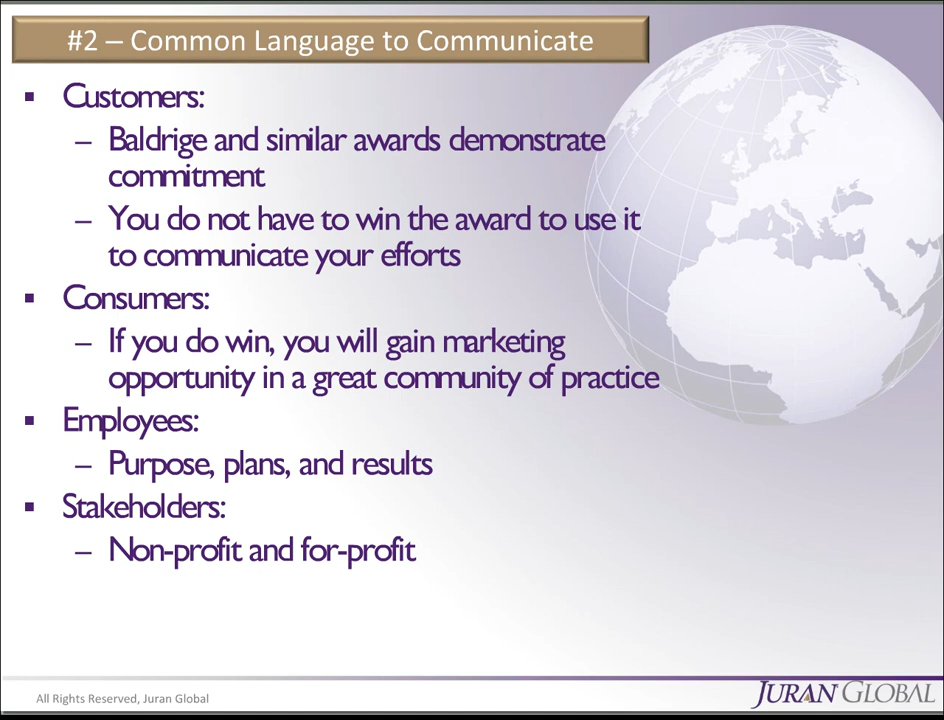 #2 – Common Language to Communicate
▪ Customers:
– Baldrige and similar awards demonstrate
commitment
– You do not have to win the award to use it
to communicate your efforts
▪ Consumers:
– If you do win, you will gain marketing
opportunity in a great community of practice
▪ Employees:
– Purpose, plans, and results
▪ Stakeholders:
– Non-profit and for-profit
All Rights Reserved, Juran Global
JURAN GLOBAL